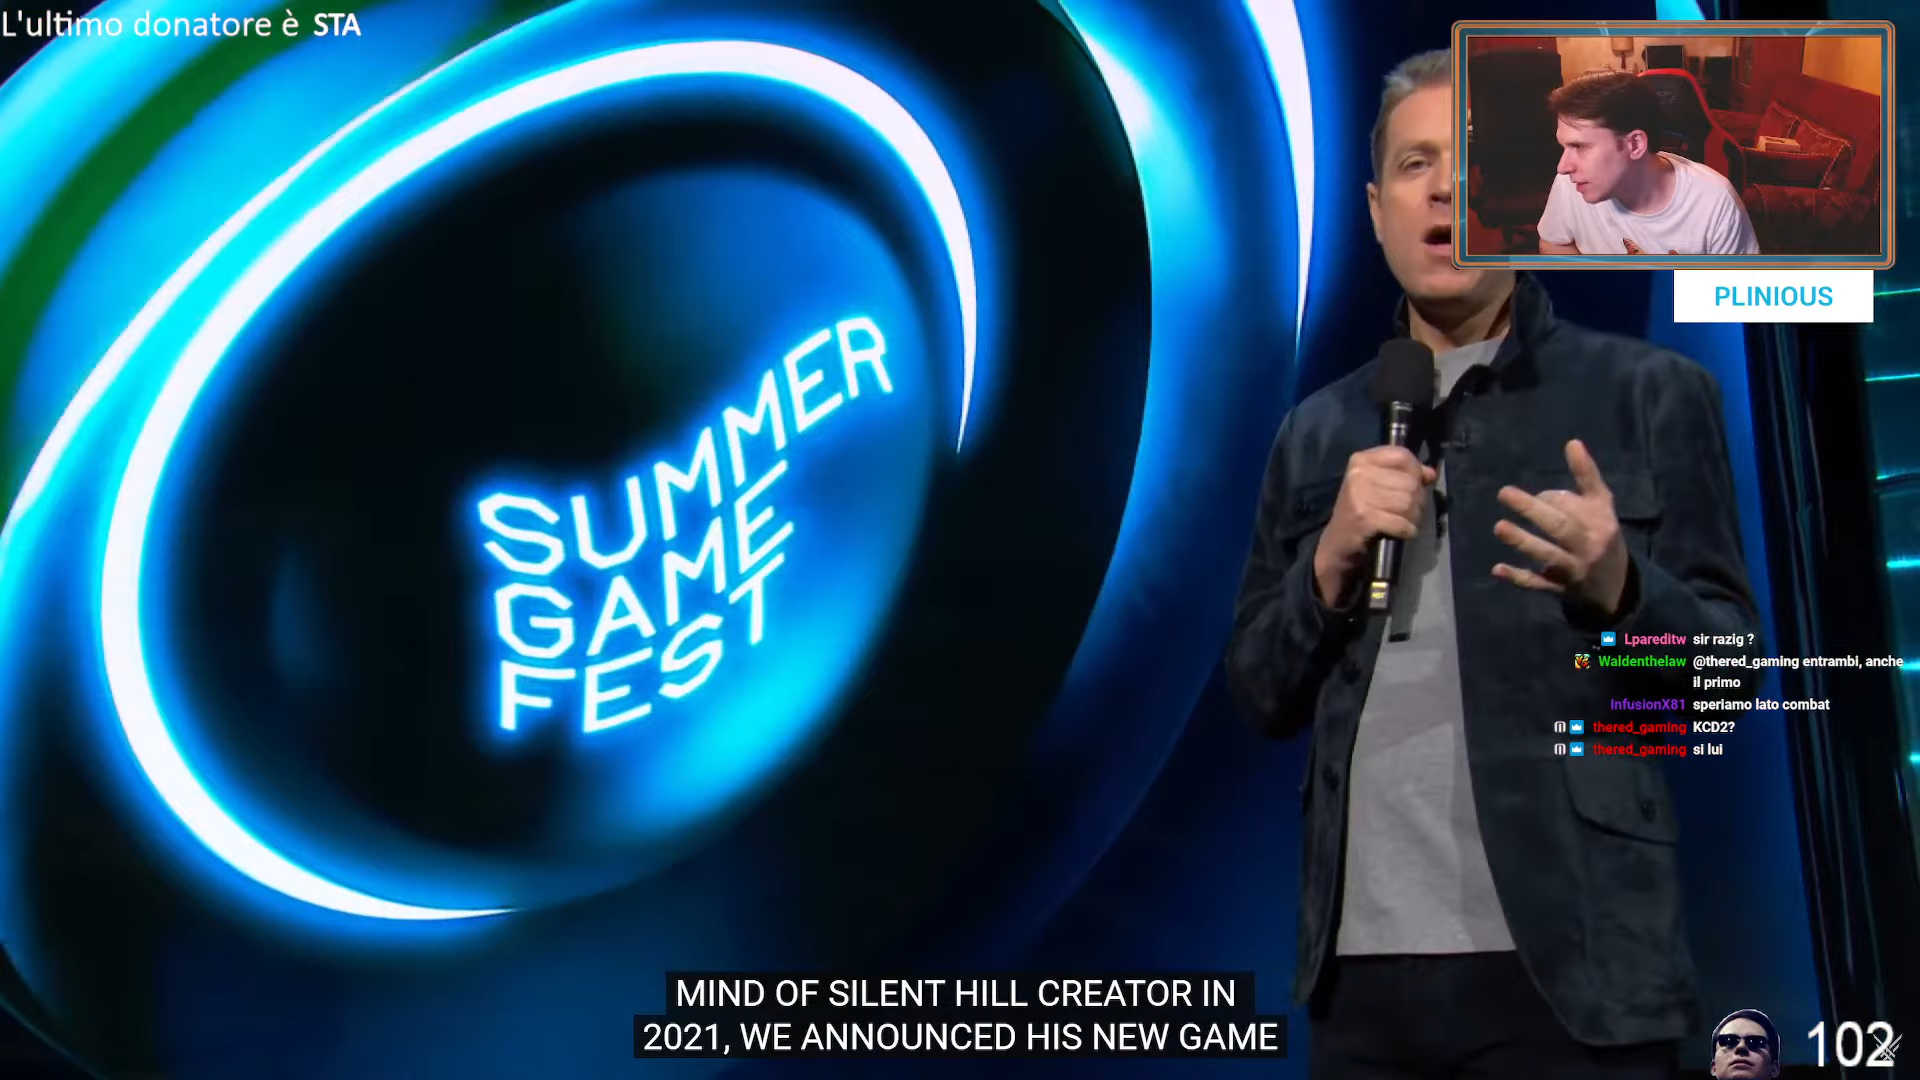 L'ultimo donatore è STA
PLINIOUS
SUMMER
GAME
FEST
Lpareditw sir razig ?
Waldenthelaw @thered_gaming entrambi, anche
il primo
InfusionX81 speriamo lato combat
thered_gaming KCD2?
thered_gaming si lui
MIND OF SILENT HILL CREATOR IN
2021, WE ANNOUNCED HIS NEW GAME
102